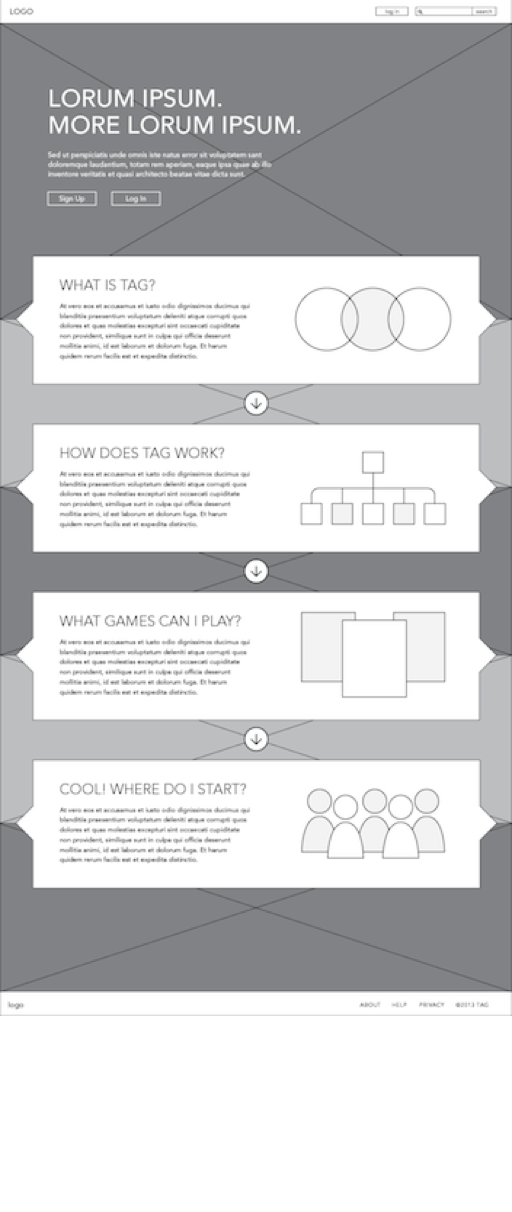 LOGO
log in
search
LORUM IPSUM.
MORE LORUM IPSUM.
Sed ut perspiciatis unde omnis iste natus error sit voluptatem sant
doloremque laudantium, totam rem aperiam, eaque ipsa quae ab illo
inventore veritatis et quasi architecto beatae vitae dicta sunt.
Sign Up
Log In
WHAT IS TAG?
At vero eos et accusamus et iusto odio dignissimos ducimus qui
blanditiis praesentium voluptatum deleniti atque corrupti quos
dolores et quas molestias excepturi sint occaecati cupiditate
non provident, similique sunt in culpa qui officia deserunt
mollitia animi, id est laborum et dolorum fuga. Et harum
quidem rerum facilis est et expedita distinctio.
HOW DOES TAG WORK?
At vero eos et accusamus et iusto odio dignissimos ducimus qui
blanditiis praesentium voluptatum deleniti atque corrupti quos
dolores et quas molestias excepturi sint occaecati cupiditate
non provident, similique sunt in culpa qui officia deserunt
mollitia animi, id est laborum et dolorum fuga. Et harum
quidem rerum facilis est et expedita distinctio.
WHAT GAMES CAN I PLAY?
At vero eos et accusamus et iusto odio dignissimos ducimus qui
blanditiis praesentium voluptatum deleniti atque corrupti quos
dolores et quas molestias excepturi sint occaecati cupiditate
non provident, similique sunt in culpa qui officia deserunt
mollitia animi, id est laborum et dolorum fuga. Et harum
quidem rerum facilis est et expedita distinctio.
COOL! WHERE DO I START?
At vero eos et accusamus et iusto odio dignissimos ducimus qui
blanditiis praesentium voluptatum deleniti atque corrupti quos
dolores et quas molestias excepturi sint occaecati cupiditate
non provident, similique sunt in culpa qui officia deserunt
mollitia animi, id est laborum et dolorum fuga. Et harum
quidem rerum facilis est et expedita distinctio.
logo
ABOUT HELP PRIVACY ©2013 TAG